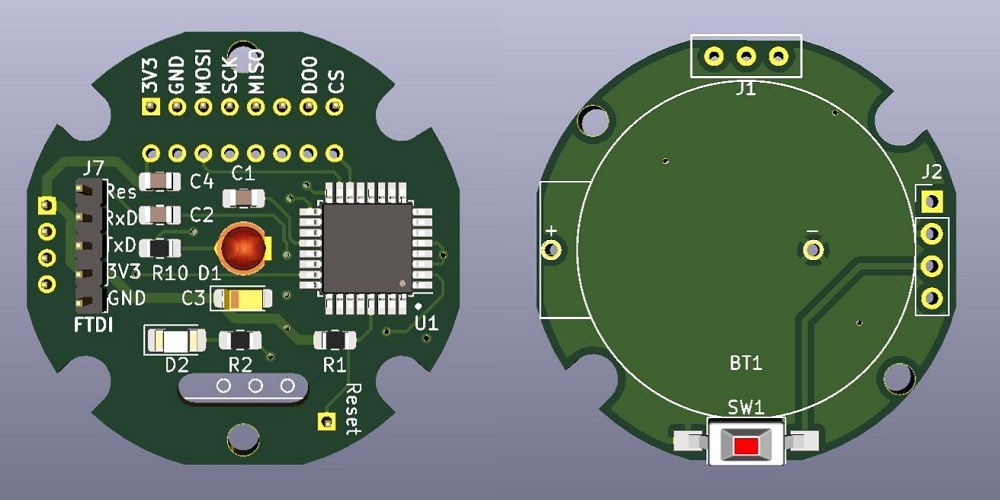 3V3
GND
MOSI
SCK
MISO
DO0
CS
J7
Res
RxD
TxD
3V3
GND
FTDI
C4
C1
C2
R10
D1
C3
D2
R2
R1
U1
Reset
J1
J2
+
−
BT1
SW1